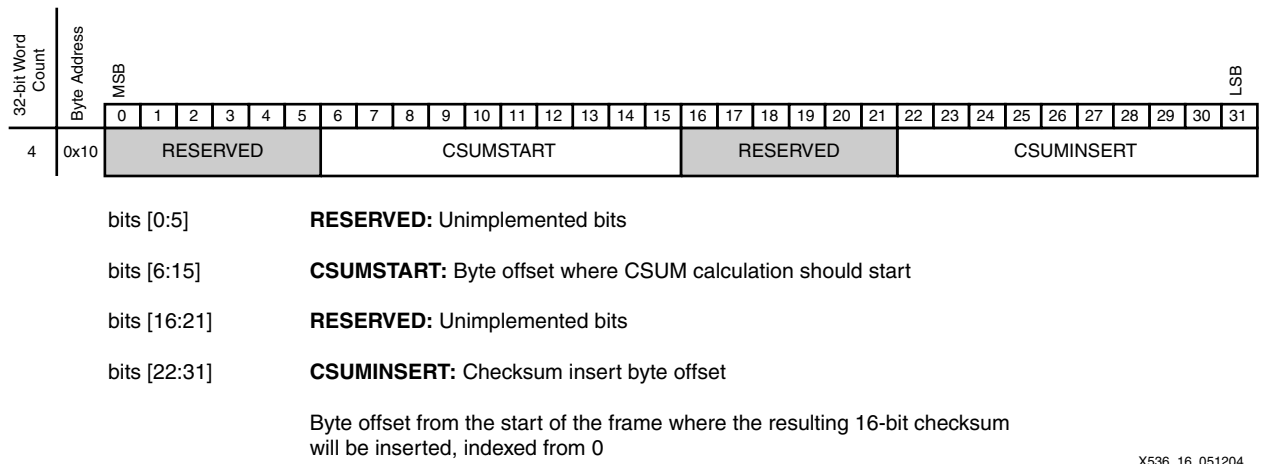 32-bit Word
Count
Byte Address
MSB
LSB
0 1 2 3 4 5 6 7 8 9 10 11 12 13 14 15 16 17 18 19 20 21 22 23 24 25 26 27 28 29 30 31
4 0x10 RESERVED CSUMSTART RESERVED CSUMINSERT
bits [0:5] RESERVED: Unimplemented bits
bits [6:15] CSUMSTART: Byte offset where CSUM calculation should start
bits [16:21] RESERVED: Unimplemented bits
bits [22:31] CSUMINSERT: Checksum insert byte offset
Byte offset from the start of the frame where the resulting 16-bit checksum
will be inserted, indexed from 0
X536_16_051204